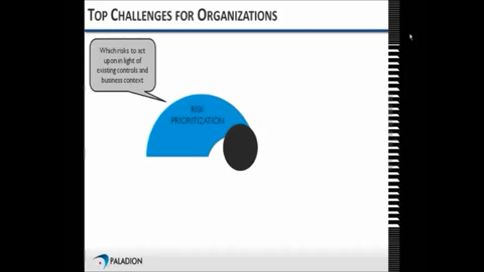 TOP CHALLENGES FOR ORGANIZATIONS
Which risks to act
upon in light of
existing controls and
business context
RISK
PRIORITIZATION
PALADION